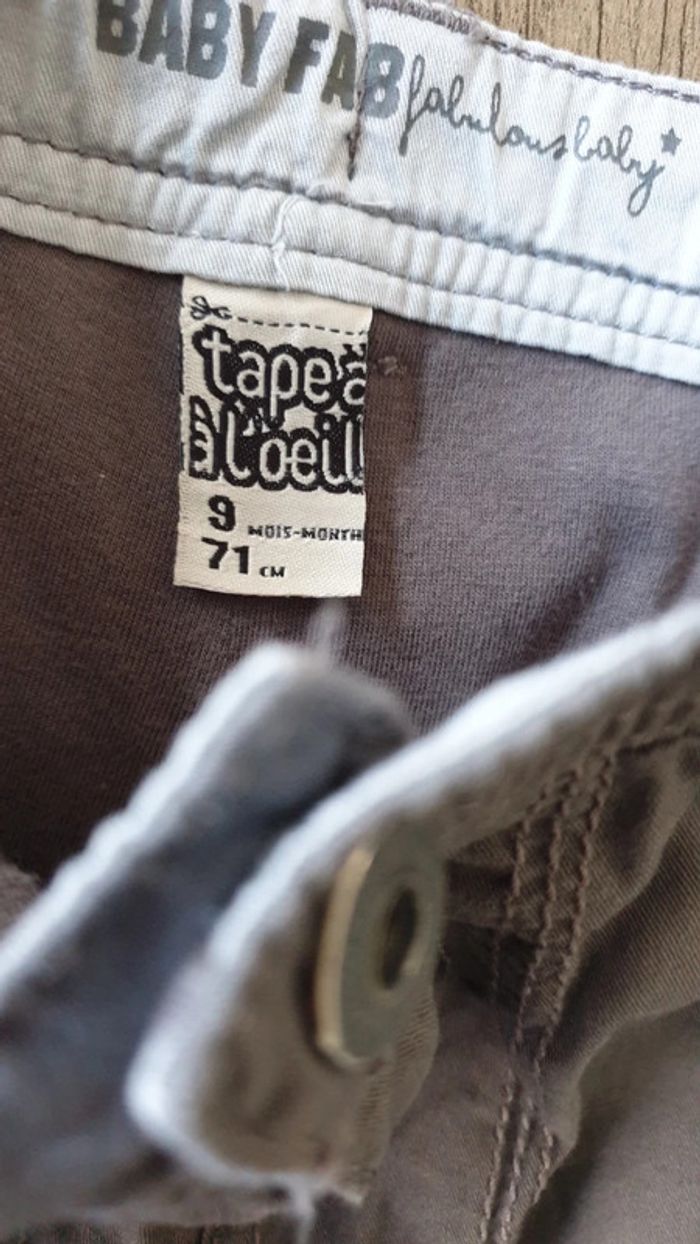 BABY FAB
fabulous baby
tape à
l'oeil
9 MOIS-MONTH
71 CM